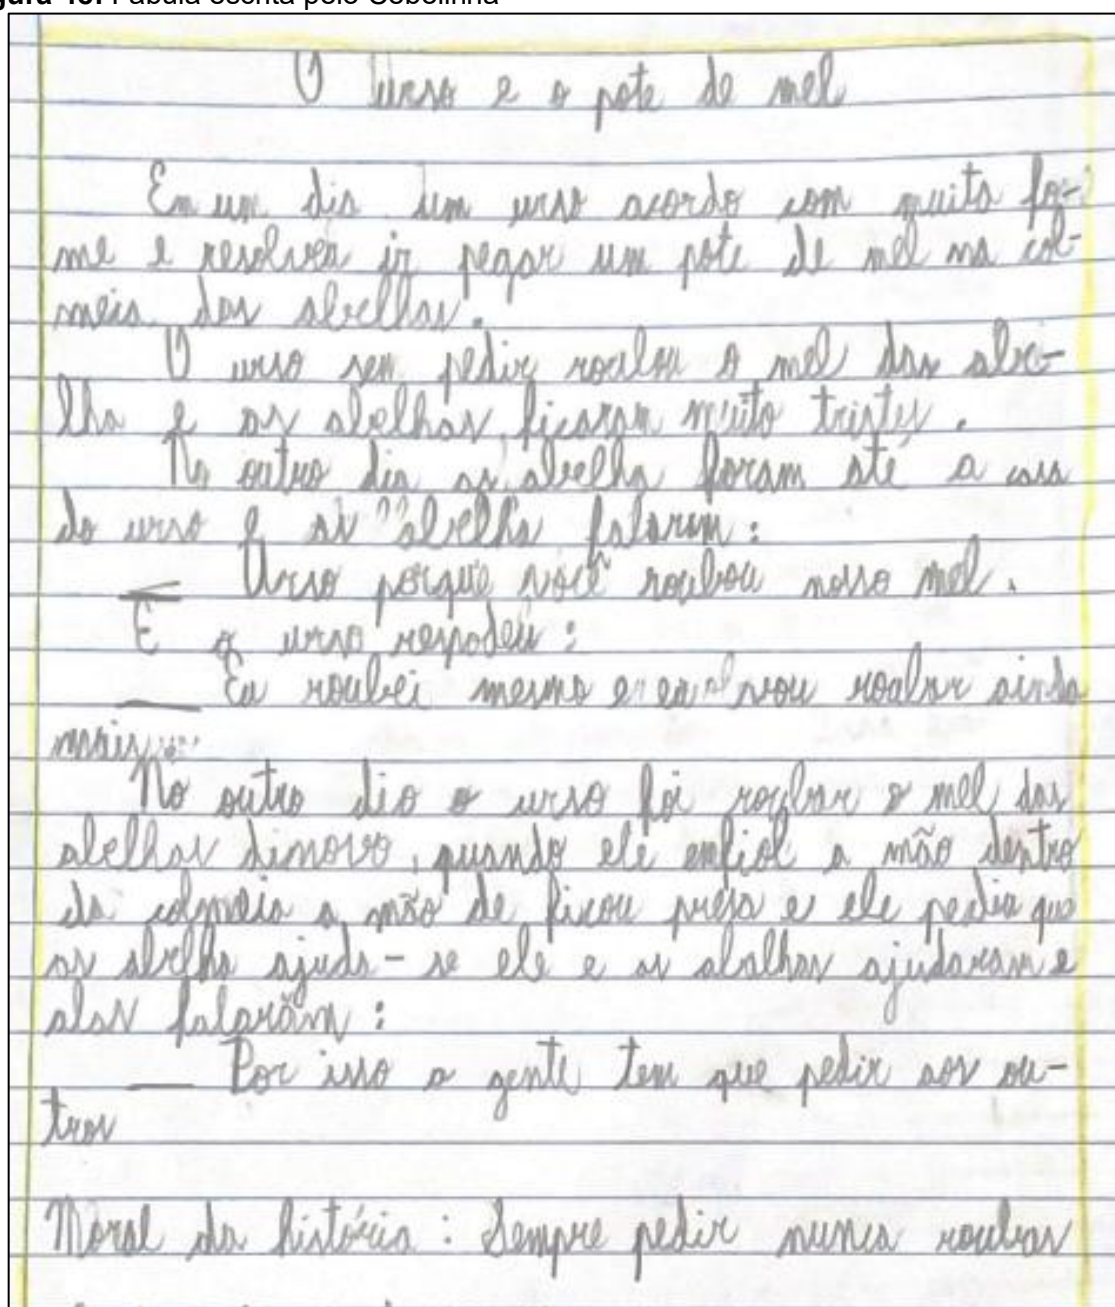 gura 48. Fábula escrita pelo Cebolinha
O urso e o pote de mel
Em um dia um urso acordo com muita fo-
me e resolveu ir pegar um pote de mel na col-
meia das abelhas.
O urso sem pedir roubou o mel das abe-
lha e as abelhas ficaram muito tristes.
No outro dia as abelha foram até a casa
do urso e as abelha falarem:
— Urso porque você roubou nosso mel.
E o urso respodeu:
— Eu roubei mesmo e eu vou roubar ainda
mais
No outro dia o urso foi roubar o mel das
abelhas dinovo, quando ele enfiol a mão dentro
da colmeia a mão de ficou presa e ele pedia que
as abelha ajuda-se ele e as abelhas ajudaram e
elas falarãm:
— Por isso a gente tem que pedir aos ou-
tros
Moral da história: Sempre pedir nunca roubar